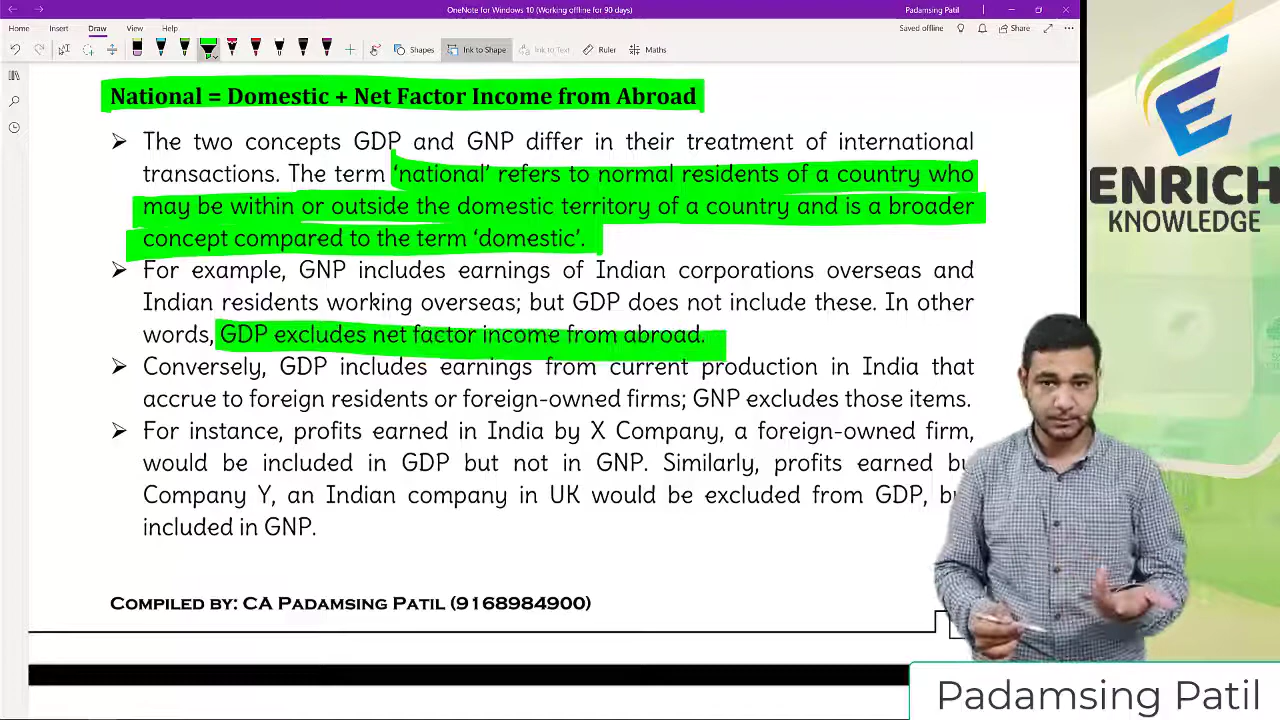 OneNote for Windows 10 (Working offline for 90 days)
Padamsing Patil
Home Insert Draw View Help
Saved offline
Share
Shapes
Ink to Shape
Ink to Text
Ruler
Maths
National = Domestic + Net Factor Income from Abroad
➢ The two concepts GDP and GNP differ in their treatment of international
transactions. The term ‘national’ refers to normal residents of a country who
may be within or outside the domestic territory of a country and is a broader
concept compared to the term ‘domestic’.
➢ For example, GNP includes earnings of Indian corporations overseas and
Indian residents working overseas; but GDP does not include these. In other
words, GDP excludes net factor income from abroad.
➢ Conversely, GDP includes earnings from current production in India that
accrue to foreign residents or foreign-owned firms; GNP excludes those items.
➢ For instance, profits earned in India by X Company, a foreign-owned firm,
would be included in GDP but not in GNP. Similarly, profits earned by
Company Y, an Indian company in UK would be excluded from GDP,
included in GNP.
COMPILED BY: CA PADAMSING PATIL (9168984900)
ENRICH
KNOWLEDGE
Padamsing Patil